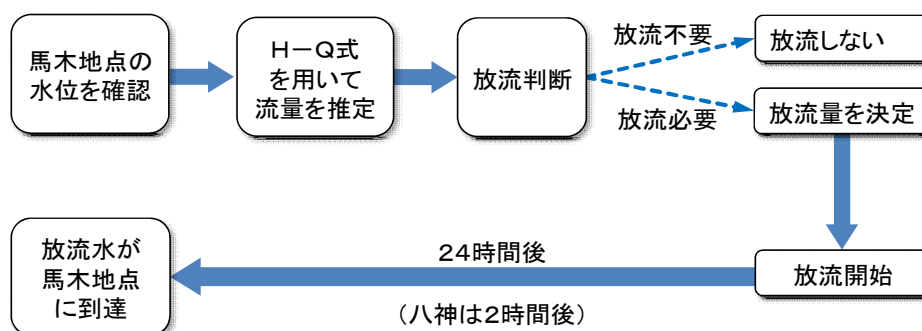 馬木地点の
水位を確認
H-Q式
を用いて
流量を推定
放流判断
放流不要
放流しない
放流必要
放流量を決定
放流開始
24時間後
(八神は2時間後)
放流水が
馬木地点
に到達